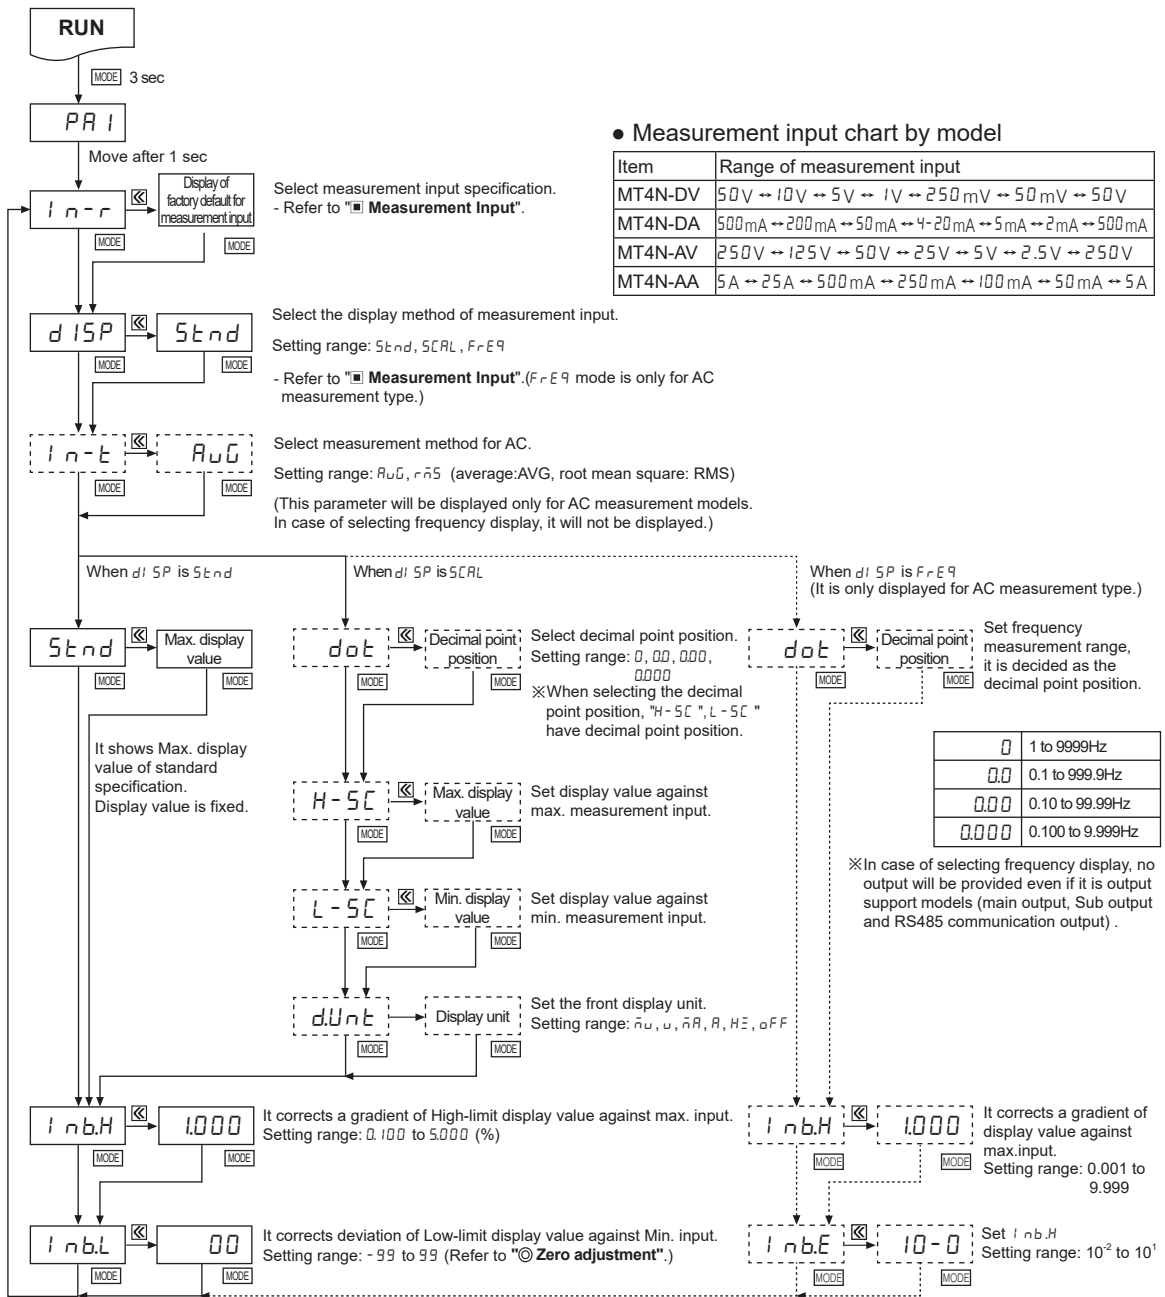 RUN
MODE 3 sec
PA1
Move after 1 sec
● Measurement input chart by model
Item Range of measurement input
MT4N-DV 50V ↔ 10V ↔ 5V ↔ 1V ↔ 250mV ↔ 50mV ↔ 50V
MT4N-DA 500mA ↔ 200mA ↔ 50mA ↔ 4-20mA ↔ 5mA ↔ 2mA ↔ 500mA
MT4N-AV 250V ↔ 125V ↔ 50V ↔ 25V ↔ 5V ↔ 2.5V ↔ 250V
MT4N-AA 5A ↔ 25A ↔ 500mA ↔ 250mA ↔ 100mA ↔ 50mA ↔ 5A
In-r
Display of
factory default for
measurement input
MODE
MODE
Select measurement input specification.
- Refer to "▣ Measurement Input".
dISP
Stnd
MODE
MODE
Select the display method of measurement input.
Setting range: Stnd, SCAL, FrEq
- Refer to "▣ Measurement Input".(FrEq mode is only for AC
measurement type.)
In-t
AvG
MODE
MODE
Select measurement method for AC.
Setting range: AvG, rmS (average:AVG, root mean square: RMS)
(This parameter will be displayed only for AC measurement models.
In case of selecting frequency display, it will not be displayed.)
When dISP is Stnd
When dISP is SCAL
When dISP is FrEq
(It is only displayed for AC measurement type.)
Stnd
Max. display
value
MODE
MODE
It shows Max. display
value of standard
specification.
Display value is fixed.
dot
Decimal point
position
MODE
MODE
Select decimal point position.
Setting range: 0, 0.0, 0.00,
0.000
※When selecting the decimal
point position, "H-SC ", L-SC "
have decimal point position.
H-SC
Max. display
value
MODE
MODE
Set display value against
max. measurement input.
L-SC
Min. display
value
MODE
MODE
Set display value against
min. measurement input.
d.Unt
Display unit
MODE
MODE
Set the front display unit.
Setting range: mv, v, mA, A, HZ, oFF
dot
Decimal point
position
MODE
MODE
Set frequency
measurement range,
it is decided as the
decimal point position.
0 1 to 9999Hz
0.0 0.1 to 999.9Hz
0.00 0.10 to 99.99Hz
0.000 0.100 to 9.999Hz
※In case of selecting frequency display, no
output will be provided even if it is output
support models (main output, Sub output
and RS485 communication output) .
Inb.H
1.000
MODE
MODE
It corrects a gradient of High-limit display value against max. input.
Setting range: 0.100 to 5.000 (%)
Inb.L
00
MODE
MODE
It corrects deviation of Low-limit display value against Min. input.
Setting range: -99 to 99 (Refer to "◎ Zero adjustment".)
Inb.H
1.000
MODE
MODE
It corrects a gradient of
display value against
max.input.
Setting range: 0.001 to
9.999
Inb.E
10-0
MODE
MODE
Set Inb.H
Setting range: 10⁻² to 10¹